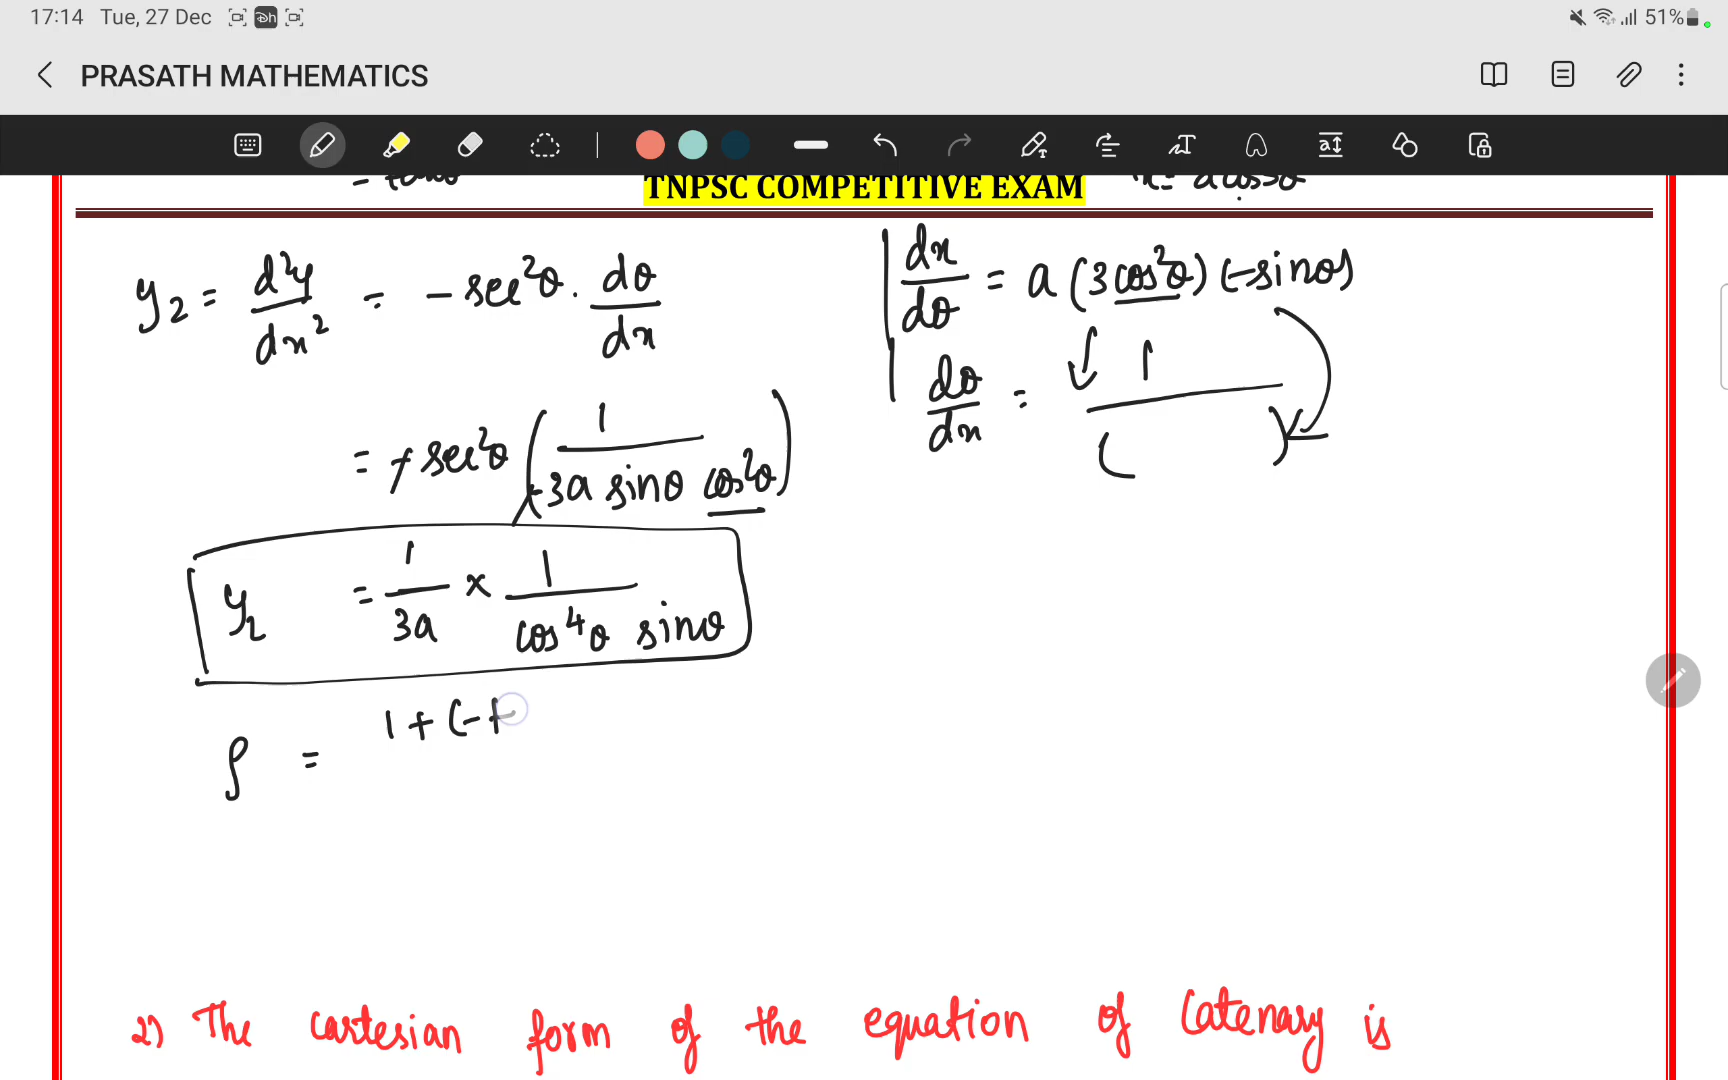 17:14 Tue, 27 Dec 51%
PRASATH MATHEMATICS
TNPSC COMPETITIVE EXAM
y₂ = d²y/dx² = - sec²θ . dθ/dx
dx/dθ = a (3cos²θ) (-sinθ)
dθ/dx = 1/( )
= - sec²θ (1/(-3a sinθ cos²θ))
y₂ = 1/3a × 1/(cos⁴θ sinθ)
1 + (-
ρ =
2) The cartesian form of the equation of Catenary is